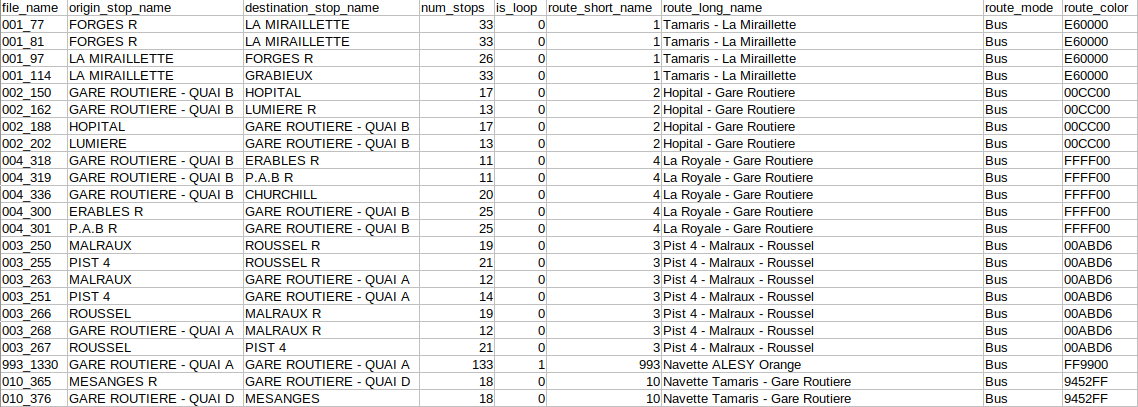 file_name origin_stop_name destination_stop_name num_stops is_loop route_short_name route_long_name route_mode route_color
001_77 FORGES R LA MIRAILLETTE 33 0 1 Tamaris - La Miraillette Bus E60000
001_81 FORGES R LA MIRAILLETTE 33 0 1 Tamaris - La Miraillette Bus E60000
001_97 LA MIRAILLETTE FORGES R 26 0 1 Tamaris - La Miraillette Bus E60000
001_114 LA MIRAILLETTE GRABIEUX 33 0 1 Tamaris - La Miraillette Bus E60000
002_150 GARE ROUTIERE - QUAI B HOPITAL 17 0 2 Hopital - Gare Routiere Bus 00CC00
002_162 GARE ROUTIERE - QUAI B LUMIERE R 13 0 2 Hopital - Gare Routiere Bus 00CC00
002_188 HOPITAL GARE ROUTIERE - QUAI B 17 0 2 Hopital - Gare Routiere Bus 00CC00
002_202 LUMIERE GARE ROUTIERE - QUAI B 13 0 2 Hopital - Gare Routiere Bus 00CC00
004_318 GARE ROUTIERE - QUAI B ERABLES R 11 0 4 La Royale - Gare Routiere Bus FFFF00
004_319 GARE ROUTIERE - QUAI B P.A.B R 11 0 4 La Royale - Gare Routiere Bus FFFF00
004_336 GARE ROUTIERE - QUAI B CHURCHILL 20 0 4 La Royale - Gare Routiere Bus FFFF00
004_300 ERABLES R GARE ROUTIERE - QUAI B 25 0 4 La Royale - Gare Routiere Bus FFFF00
004_301 P.A.B R GARE ROUTIERE - QUAI B 25 0 4 La Royale - Gare Routiere Bus FFFF00
003_250 MALRAUX ROUSSEL R 19 0 3 Pist 4 - Malraux - Roussel Bus 00ABD6
003_255 PIST 4 ROUSSEL R 21 0 3 Pist 4 - Malraux - Roussel Bus 00ABD6
003_263 MALRAUX GARE ROUTIERE - QUAI A 12 0 3 Pist 4 - Malraux - Roussel Bus 00ABD6
003_251 PIST 4 GARE ROUTIERE - QUAI A 14 0 3 Pist 4 - Malraux - Roussel Bus 00ABD6
003_266 ROUSSEL MALRAUX R 19 0 3 Pist 4 - Malraux - Roussel Bus 00ABD6
003_268 GARE ROUTIERE - QUAI A MALRAUX R 12 0 3 Pist 4 - Malraux - Roussel Bus 00ABD6
003_267 ROUSSEL PIST 4 21 0 3 Pist 4 - Malraux - Roussel Bus 00ABD6
993_1330 GARE ROUTIERE - QUAI A GARE ROUTIERE - QUAI A 133 1 993 Navette ALESY Orange Bus FF9900
010_365 MESANGES R GARE ROUTIERE - QUAI D 18 0 10 Navette Tamaris - Gare Routiere Bus 9452FF
010_376 GARE ROUTIERE - QUAI D MESANGES 18 0 10 Navette Tamaris - Gare Routiere Bus 9452FF